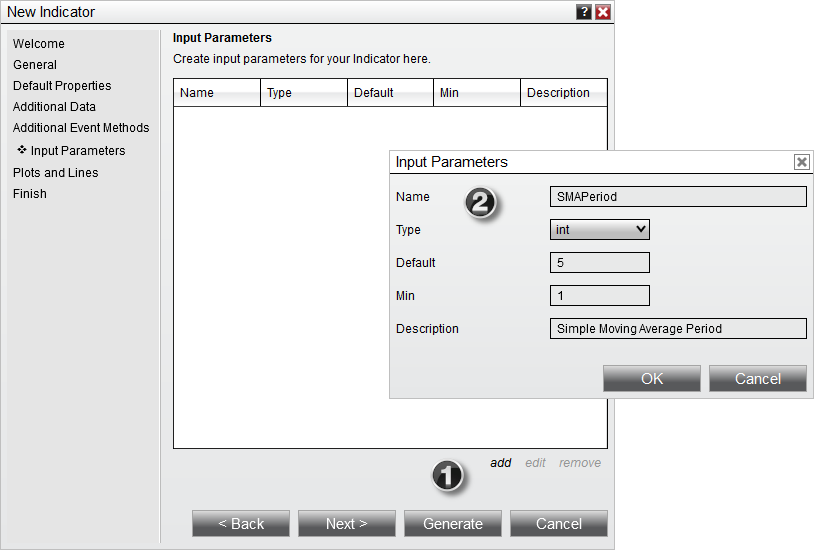 New Indicator
?
Welcome
General
Default Properties
Additional Data
Additional Event Methods
Input Parameters
Plots and Lines
Finish
Input Parameters
Create input parameters for your Indicator here.
Name Type Default Min Description
Input Parameters
Name 2 SMAPeriod
Type int
Default 5
Min 1
Description Simple Moving Average Period
OK Cancel
add edit remove
1
< Back Next > Generate Cancel